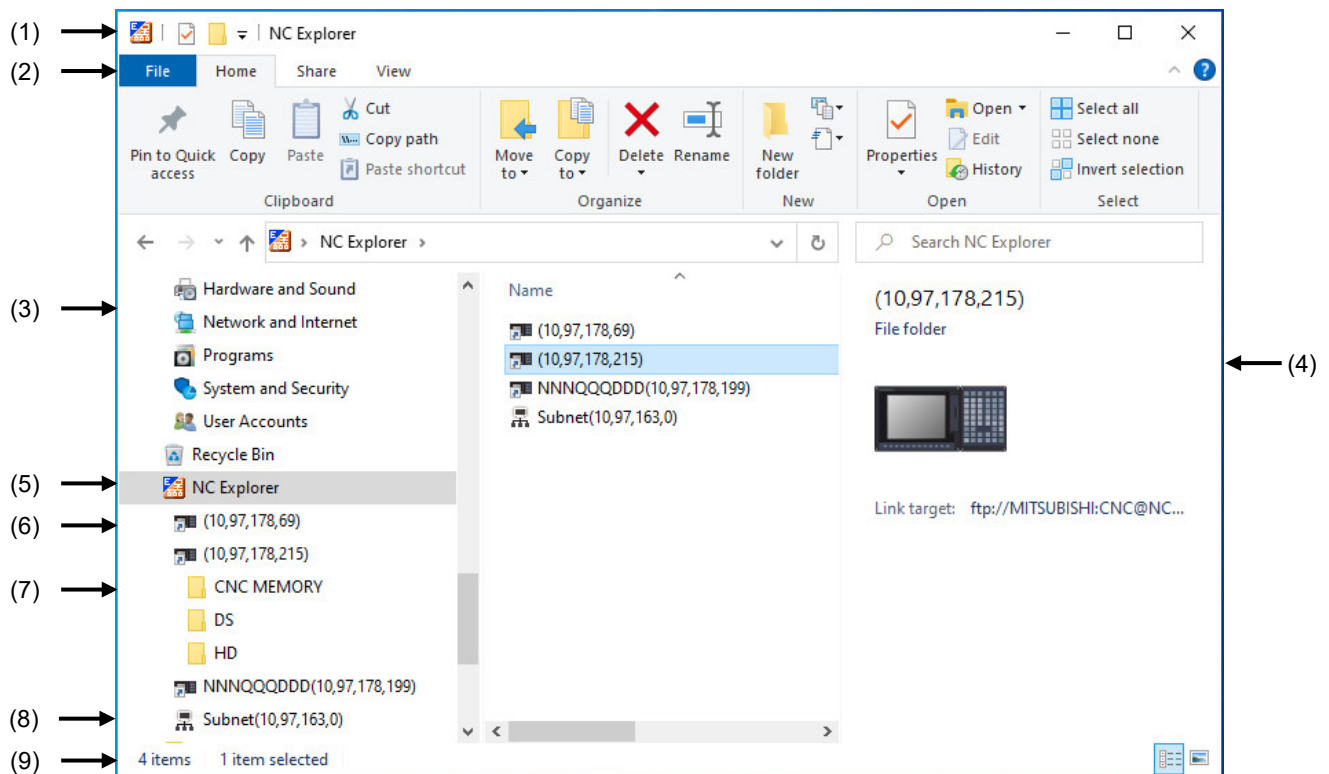 (1)
NC Explorer
(2)
File Home Share View
Pin to Quick access
Copy
Paste
Cut
Copy path
Paste shortcut
Clipboard
Move to
Copy to
Delete
Rename
Organize
New folder
New
Properties
Open
Edit
History
Open
Select all
Select none
Invert selection
Select
NC Explorer
Search NC Explorer
(3)
Hardware and Sound
Network and Internet
Programs
System and Security
User Accounts
Recycle Bin
(5)
NC Explorer
(6)
(10,97,178,69)
(10,97,178,215)
(7)
CNC MEMORY
DS
HD
NNNQQQDDD(10,97,178,199)
(8)
Subnet(10,97,163,0)
Name
(10,97,178,69)
(10,97,178,215)
NNNQQQDDD(10,97,178,199)
Subnet(10,97,163,0)
(10,97,178,215)
File folder
(4)
Link target: ftp://MITSUBISHI:CNC@NC...
(9)
4 items 1 item selected